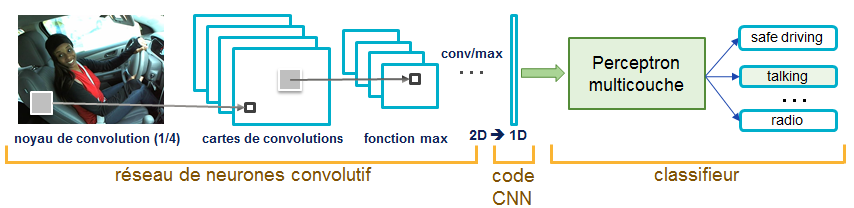 noyau de convolution (1/4)
cartes de convolutions
fonction max
conv/max
...
2D ➔ 1D
Perceptron
multicouche
safe driving
talking
...
radio
réseau de neurones convolutif
code
CNN
classifieur